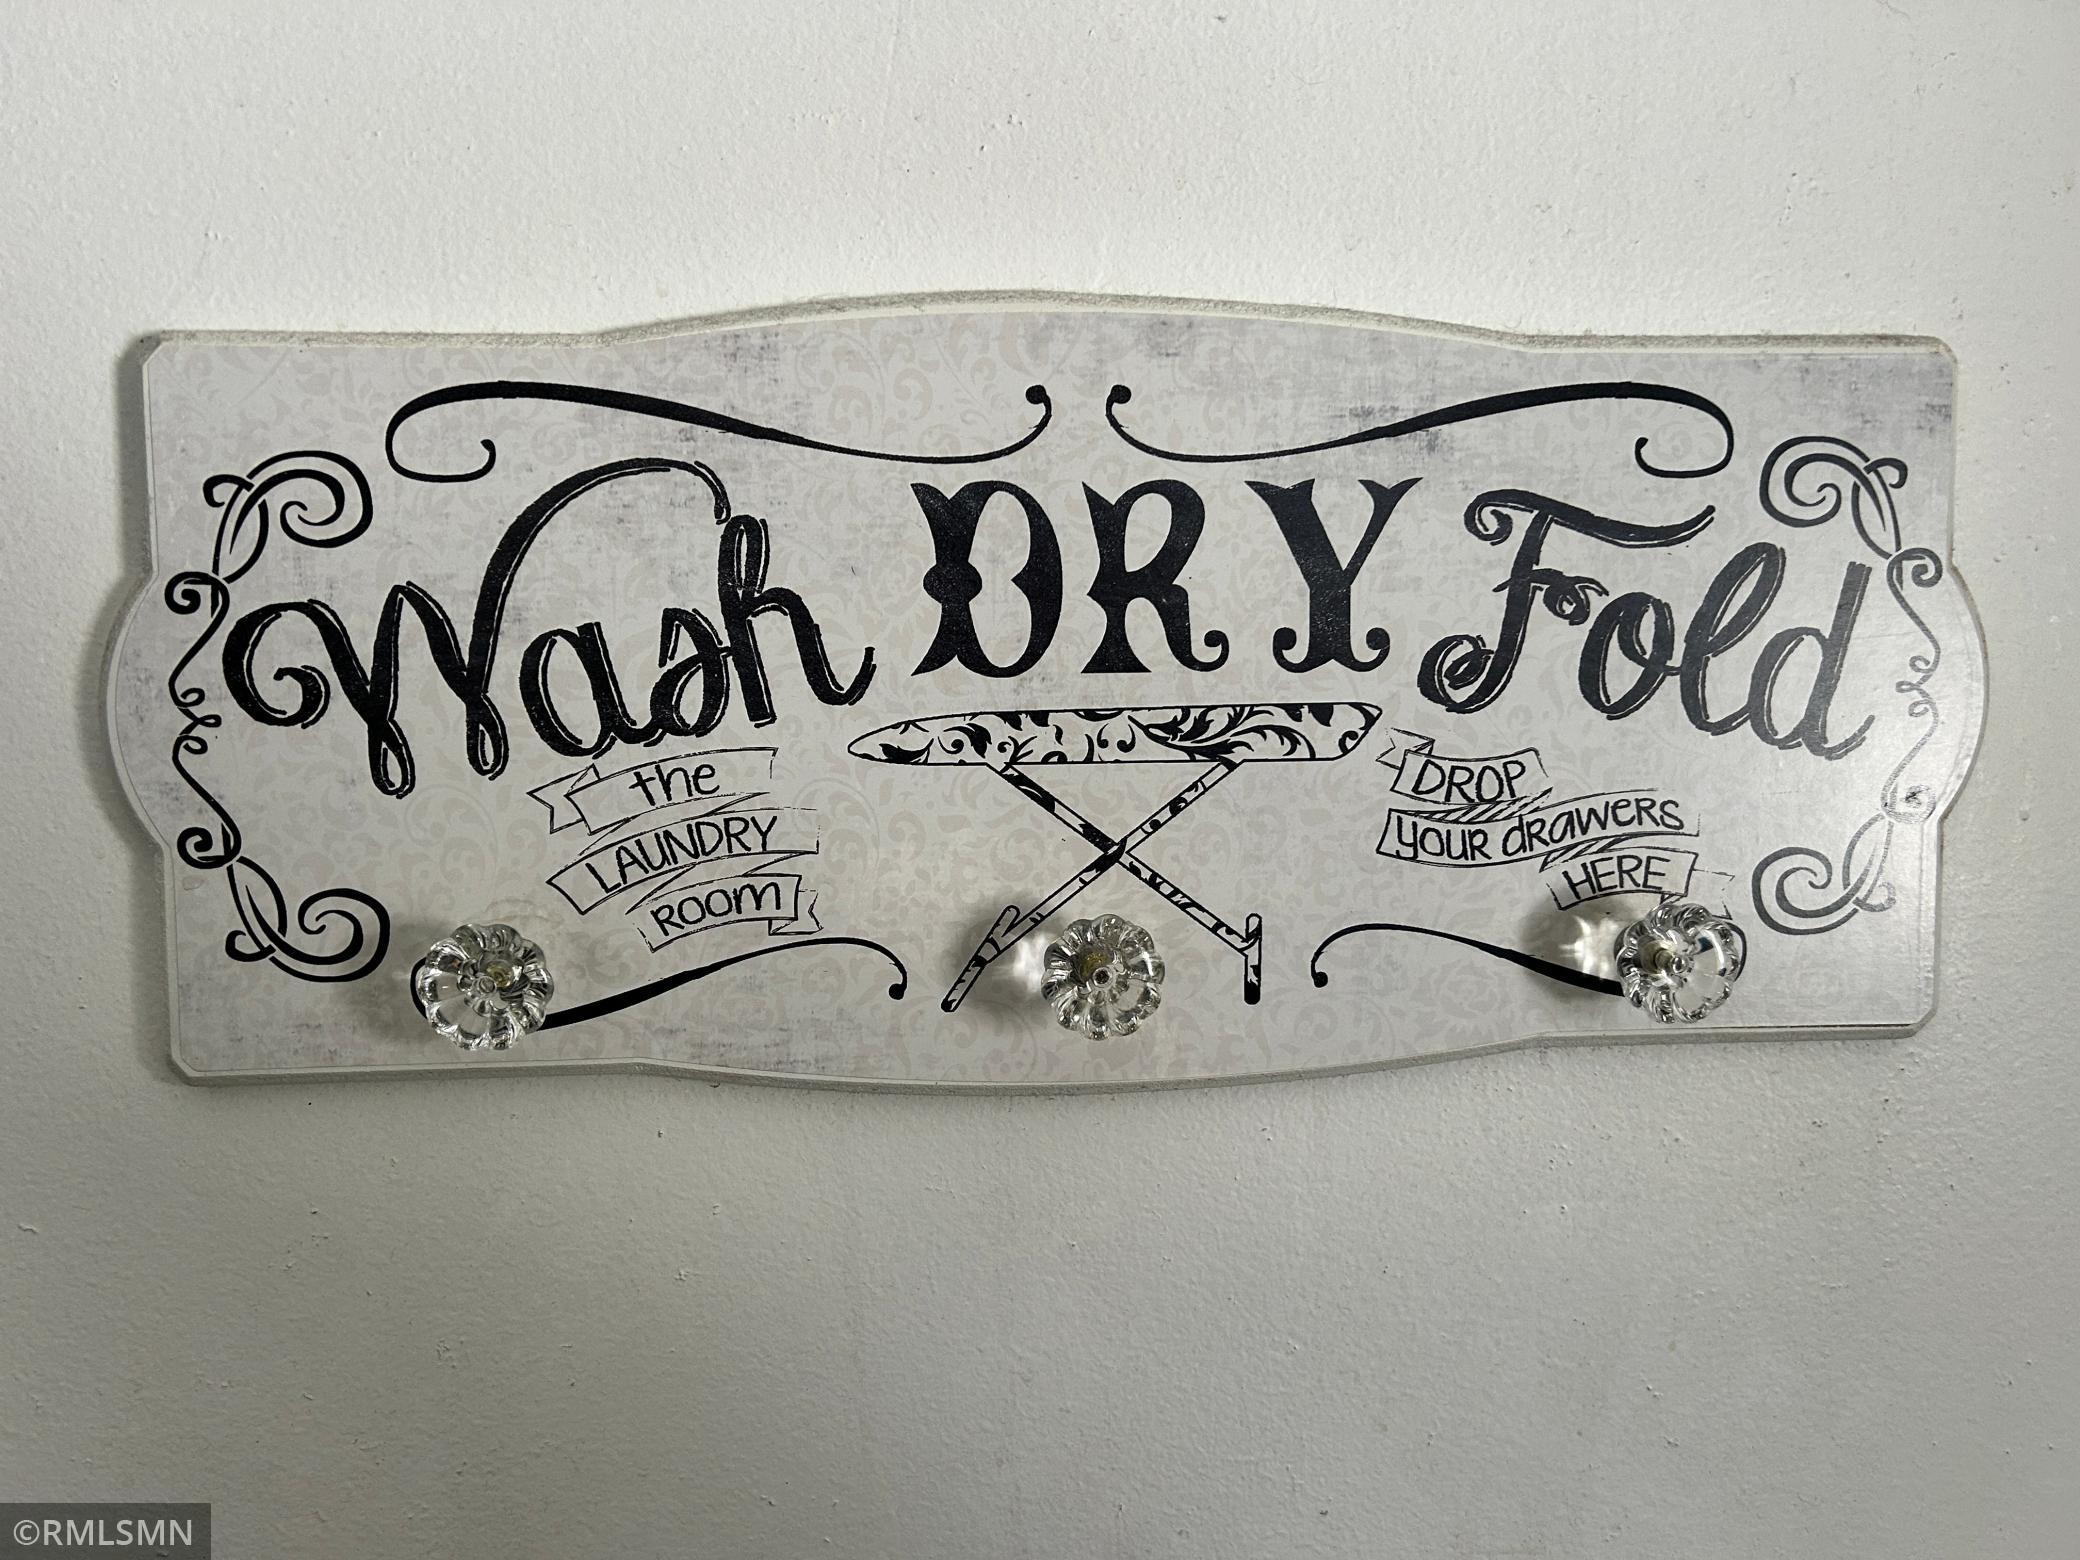 Wash DRY Fold
the
LAUNDRY
ROOM
DROP
YOUR drawers
HERE
©RMLSMN